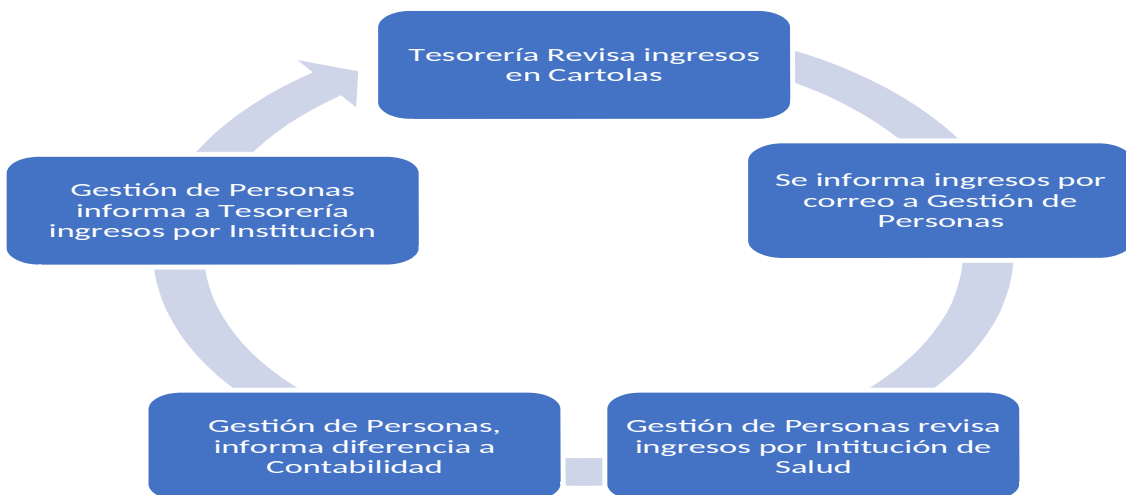 Tesorería Revisa ingresos
en Cartolas
Se informa ingresos por
correo a Gestión de
Personas
Gestión de Personas revisa
ingresos por Intitución de
Salud
Gestión de Personas,
informa diferencia a
Contabilidad
Gestión de Personas
informa a Tesorería
ingresos por Institución